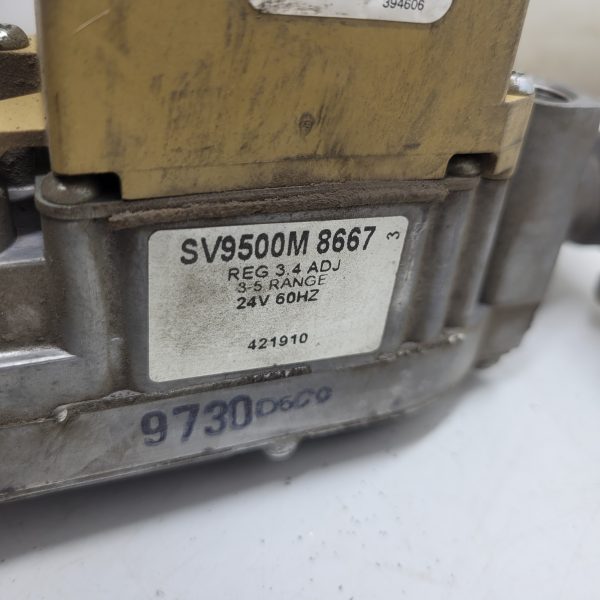 394606
SV9500M 8667 3
REG 3.4 ADJ
3-5 RANGE
24V 60HZ
421910
9730